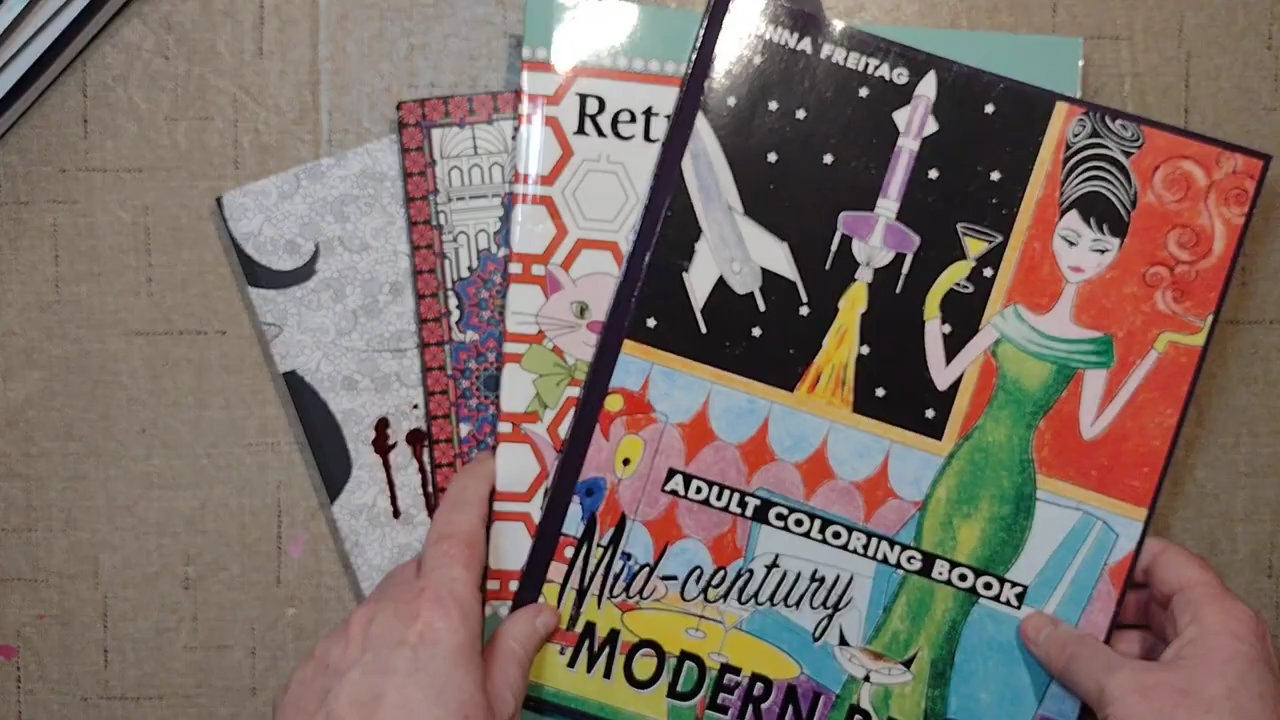 NNA FREITAG
Ret
ADULT COLORING BOOK
Mid-century
MODERN